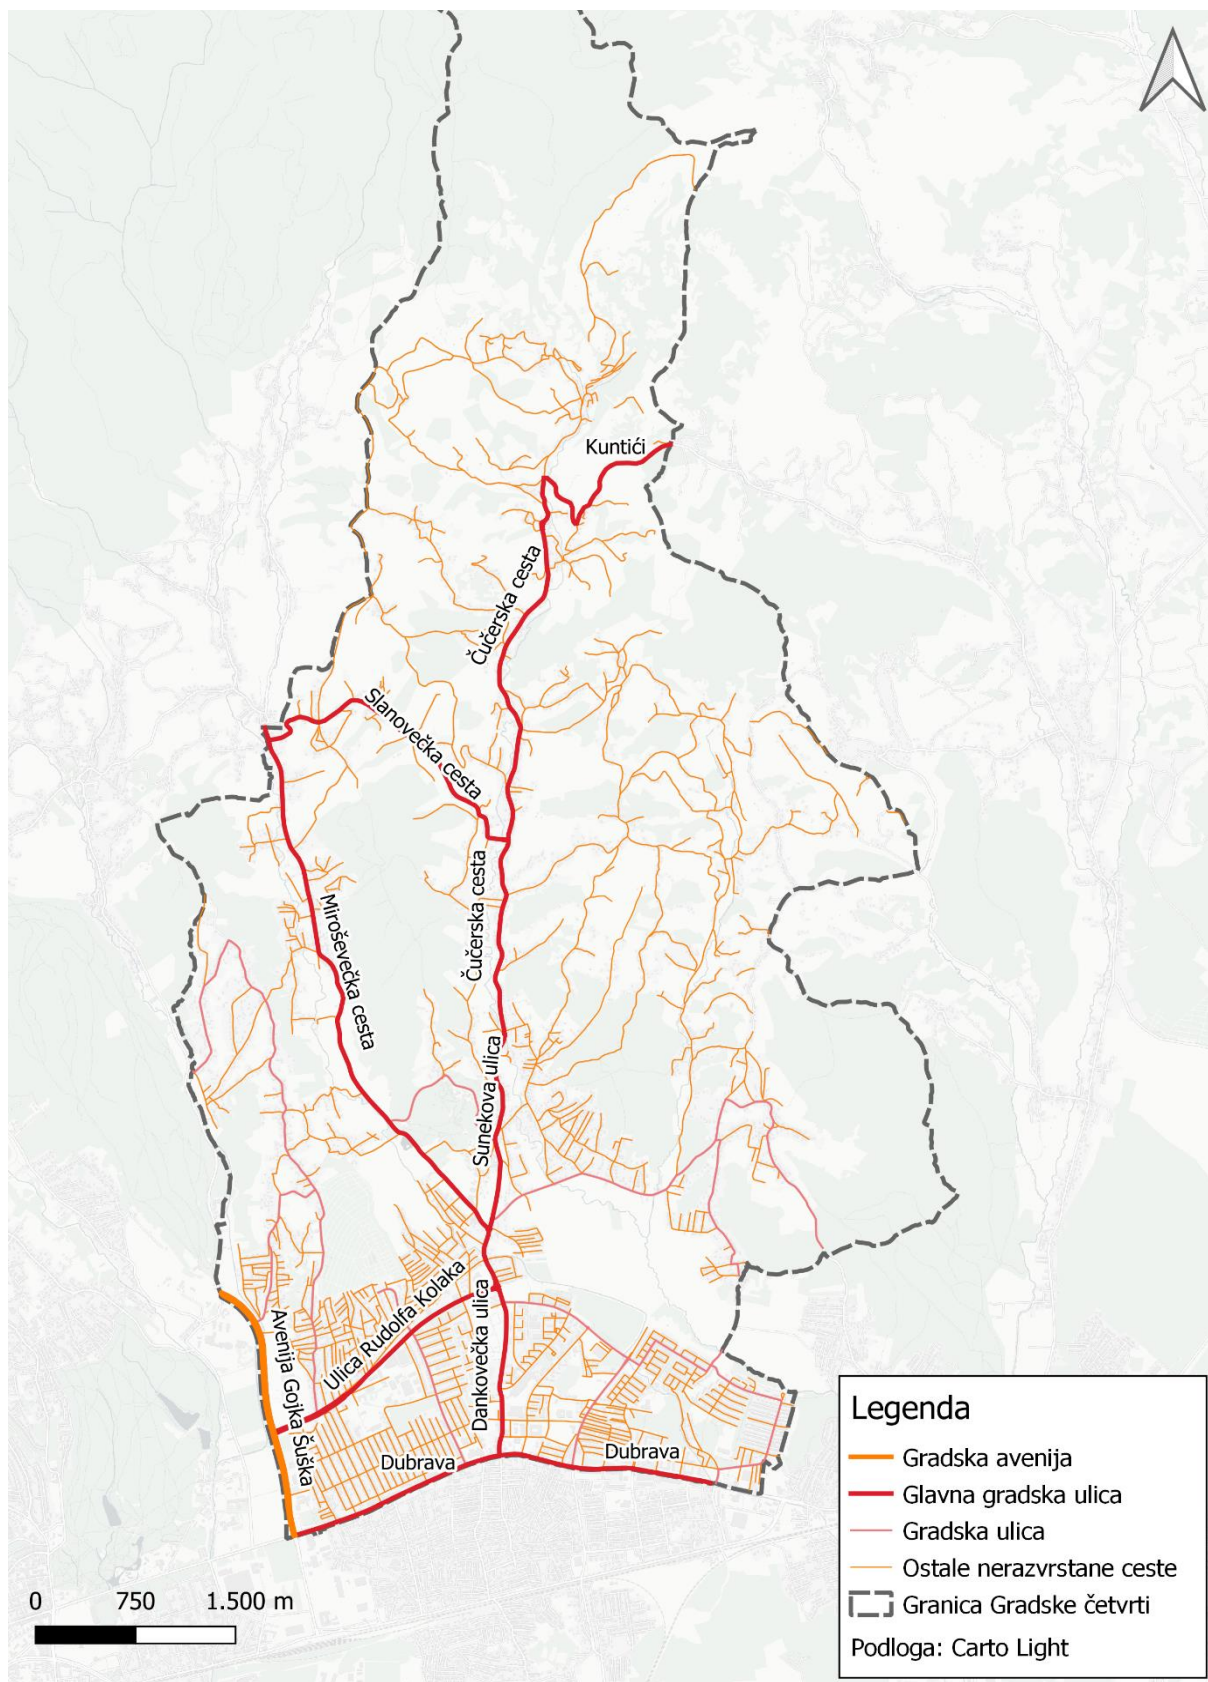 Kuntići
Čučerska cesta
Slanovečka cesta
Čučerska cesta
Miroševečka cesta
Sunekova ulica
Ulica Rudolfa Kolaka
Avenija Gojka Šuška
Dankovečka ulica
Dubrava
Dubrava
Legenda
Gradska avenija
Glavna gradska ulica
Gradska ulica
Ostale nerazvrstane ceste
Granica Gradske četvrti
Podloga: Carto Light
0 750 1.500 m